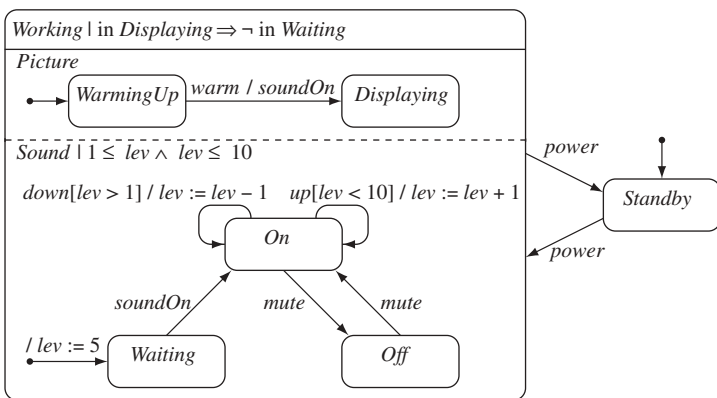 Working | in Displaying ⇒ ¬ in Waiting
Picture
WarmingUp
warm / soundOn
Displaying
Sound | 1 ≤ lev ∧ lev ≤ 10
power
Standby
down[lev > 1] / lev := lev − 1
up[lev < 10] / lev := lev + 1
On
power
soundOn
mute
mute
/ lev := 5
Waiting
Off